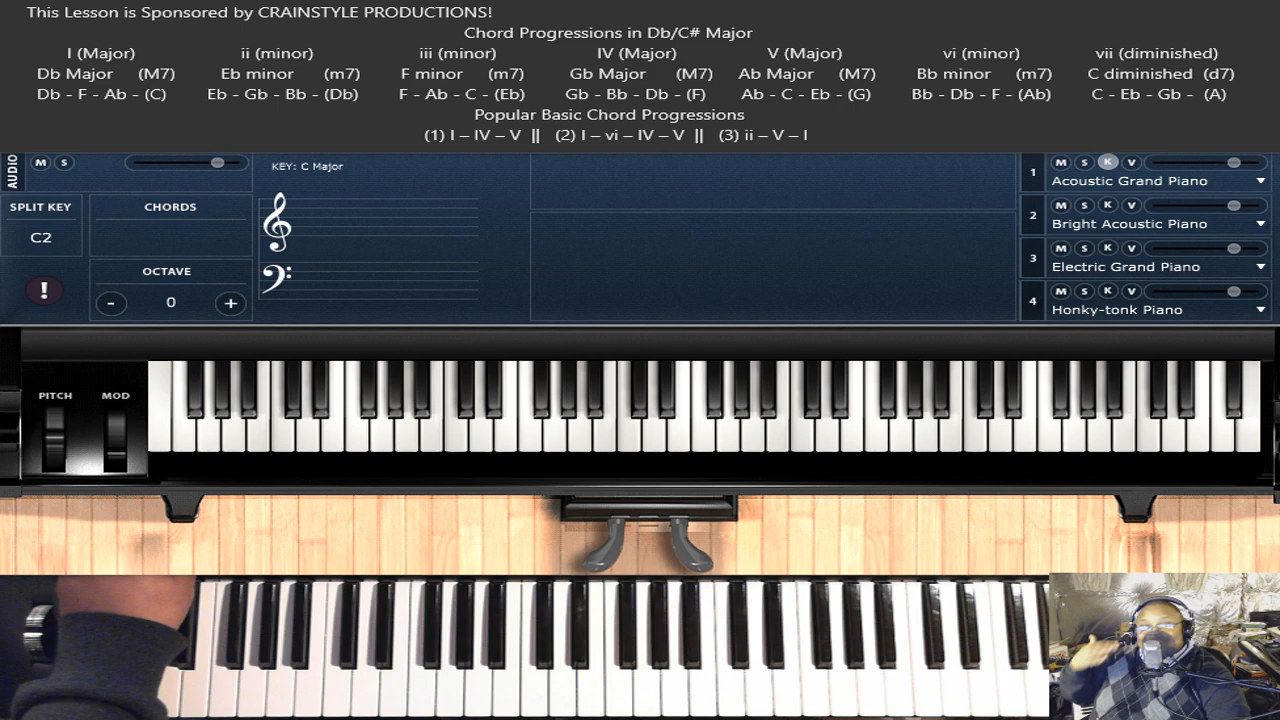 This Lesson is Sponsored by CRAINSTYLE PRODUCTIONS!
Chord Progressions in Db/C# Major
I (Major) ii (minor) iii (minor) IV (Major) V (Major) vi (minor) vii (diminished)
Db Major (M7) Eb minor (m7) F minor (m7) Gb Major (M7) Ab Major (M7) Bb minor (m7) C diminished (d7)
Db - F - Ab - (C) Eb - Gb - Bb - (Db) F - Ab - C - (Eb) Gb - Bb - Db - (F) Ab - C - Eb - (G) Bb - Db - F - (Ab) C - Eb - Gb - (A)
Popular Basic Chord Progressions
(1) I – IV – V || (2) I – vi – IV – V || (3) ii – V – I
AUDIO
M S
KEY: C Major
SPLIT KEY
C2
!
CHORDS
OCTAVE
- 0 +
1 M S K V
Acoustic Grand Piano
2 M S K V
Bright Acoustic Piano
3 M S K V
Electric Grand Piano
4 M S K V
Honky-tonk Piano
PITCH MOD